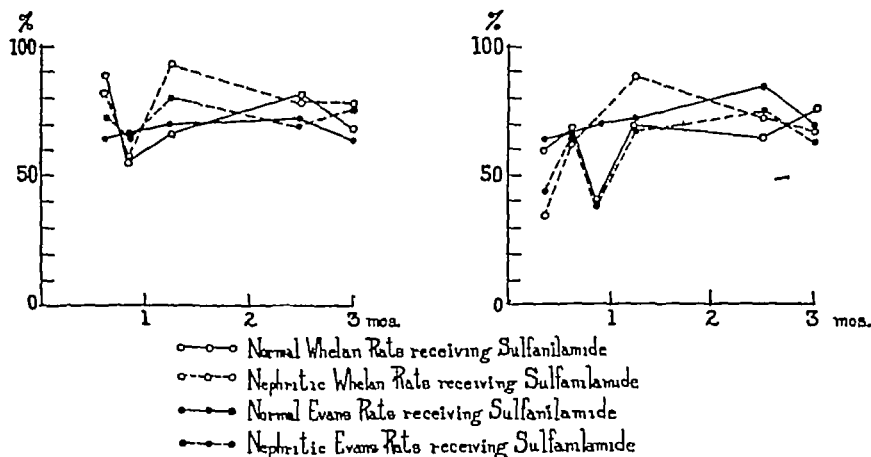 % %
100 100
50 50
0 0
1 2 3 mos. 1 2 3 mos.
Normal Whelan Rats receiving Sulfanilamide
Nephritic Whelan Rats receiving Sulfanilamide
Normal Evans Rats receiving Sulfanilamide
Nephritic Evans Rats receiving Sulfanilamide